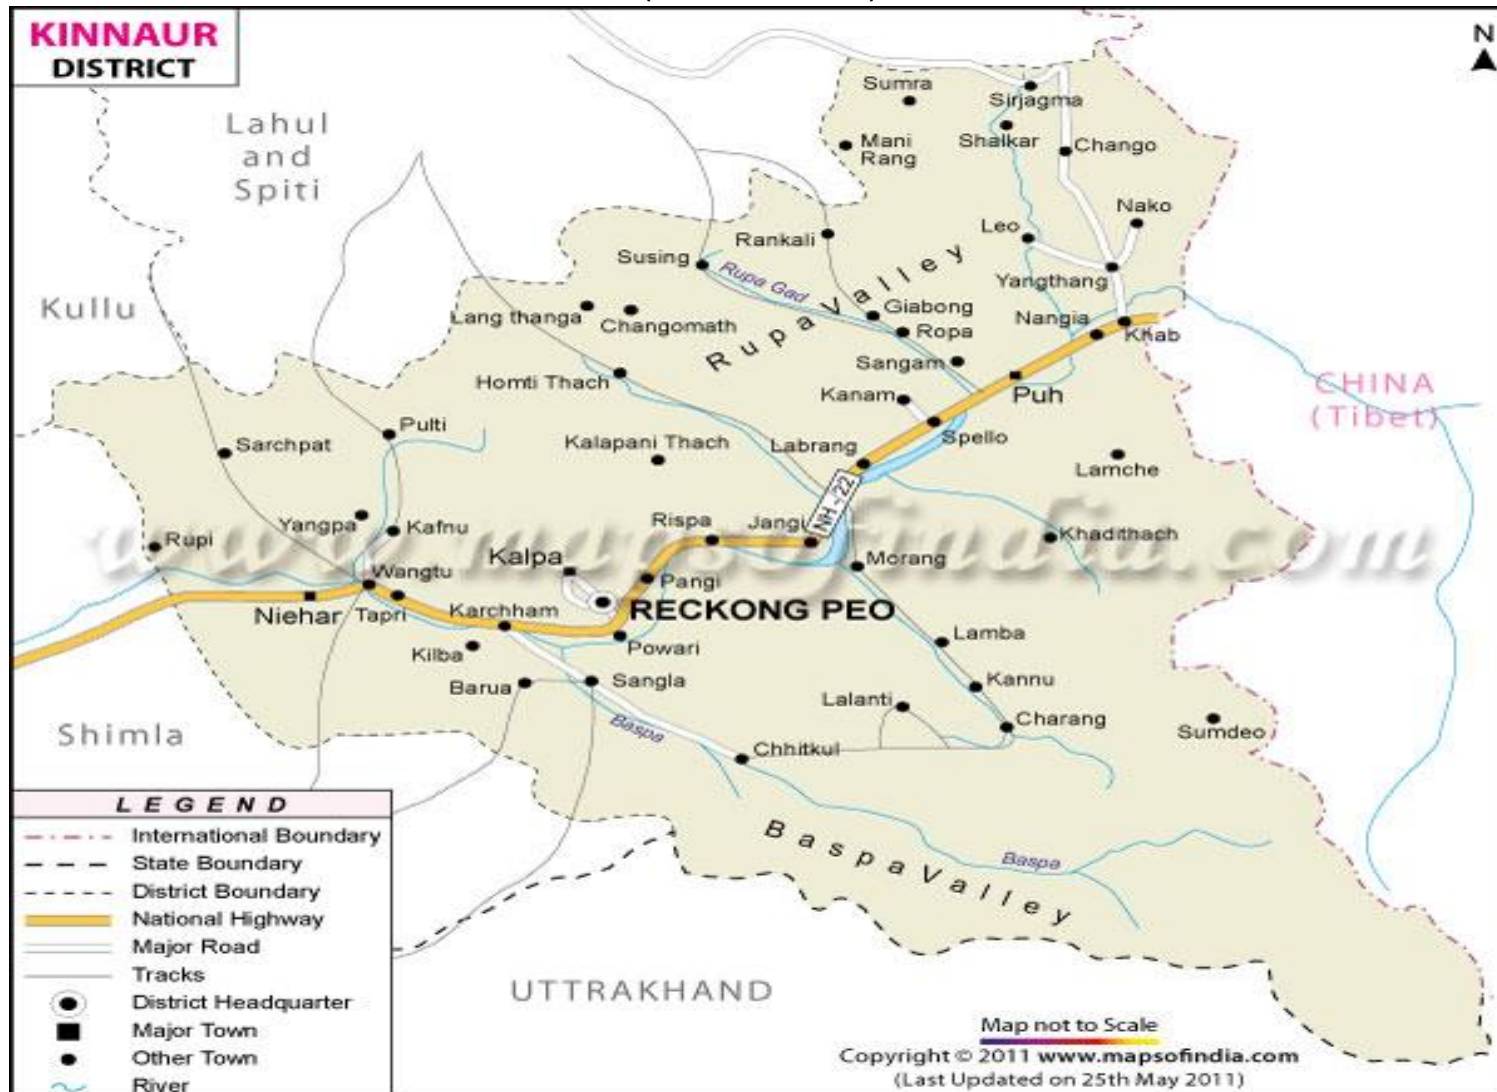 KINNAUR
DISTRICT
N
Lahul
and
Spiti
Sumra
Sirjagma
Mani
Rang
Shalkar
Chango
Nako
Leo
Rankali
Susing
Rupa Gad
Yangthang
Kullu
Lang thanga
Changomath
Rupa Valley
Giabong
Ropa
Nangia
Khab
Sangam
Homti Thach
Kanam
Puh
CHINA
(Tibet)
Pulti
Sarchpat
Kalapani Thach
Labrang
Spello
Lamche
NH - 22
Yangpa
Kafnu
Rispa
Jangi
Khadithach
www.mapsofindia.com
Rupi
Kalpa
Morang
Wangtu
Pangi
Niehar
Tapri
Karchham
RECKONG PEO
Kilba
Powari
Lamba
Barua
Sangla
Kannu
Lalanti
Shimla
Baspa
Charang
Sumdeo
Chhitkul
Baspa Valley
Baspa
UTTRAKHAND
LEGEND
International Boundary
State Boundary
District Boundary
National Highway
Major Road
Tracks
District Headquarter
Major Town
Other Town
River
Map not to Scale
Copyright © 2011 www.mapsofindia.com
(Last Updated on 25th May 2011)